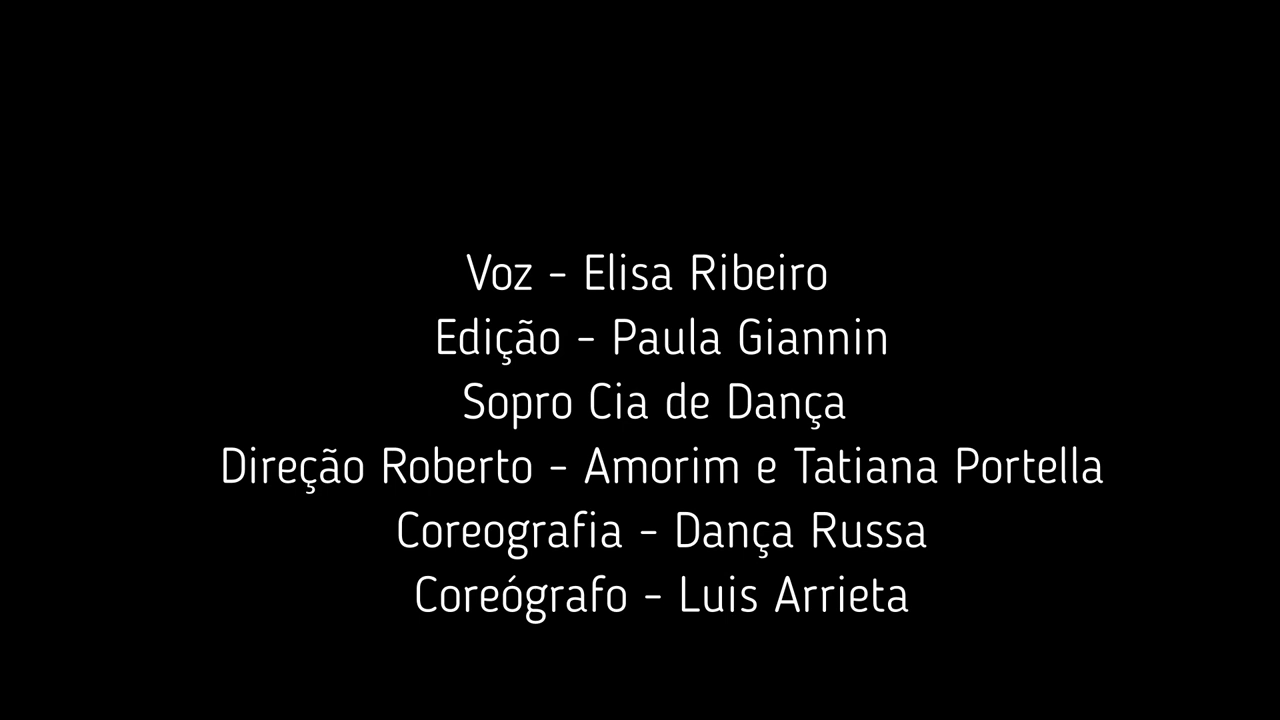 Voz - Elisa Ribeiro
Edição - Paula Giannin
Sopro Cia de Dança
Direção Roberto - Amorim e Tatiana Portella
Coreografia - Dança Russa
Coreógrafo - Luis Arrieta